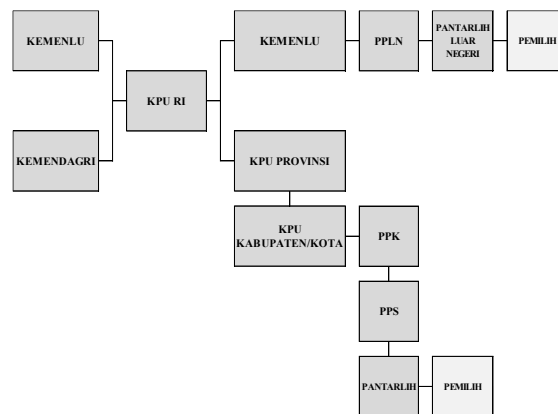 KEMENLU
KEMENLU
PPLN
PANTARLIH
LUAR
NEGERI
PEMILIH
KPU RI
KEMENDAGRI
KPU PROVINSI
KPU
KABUPATEN/KOTA
PPK
PPS
PANTARLIH
PEMILIH